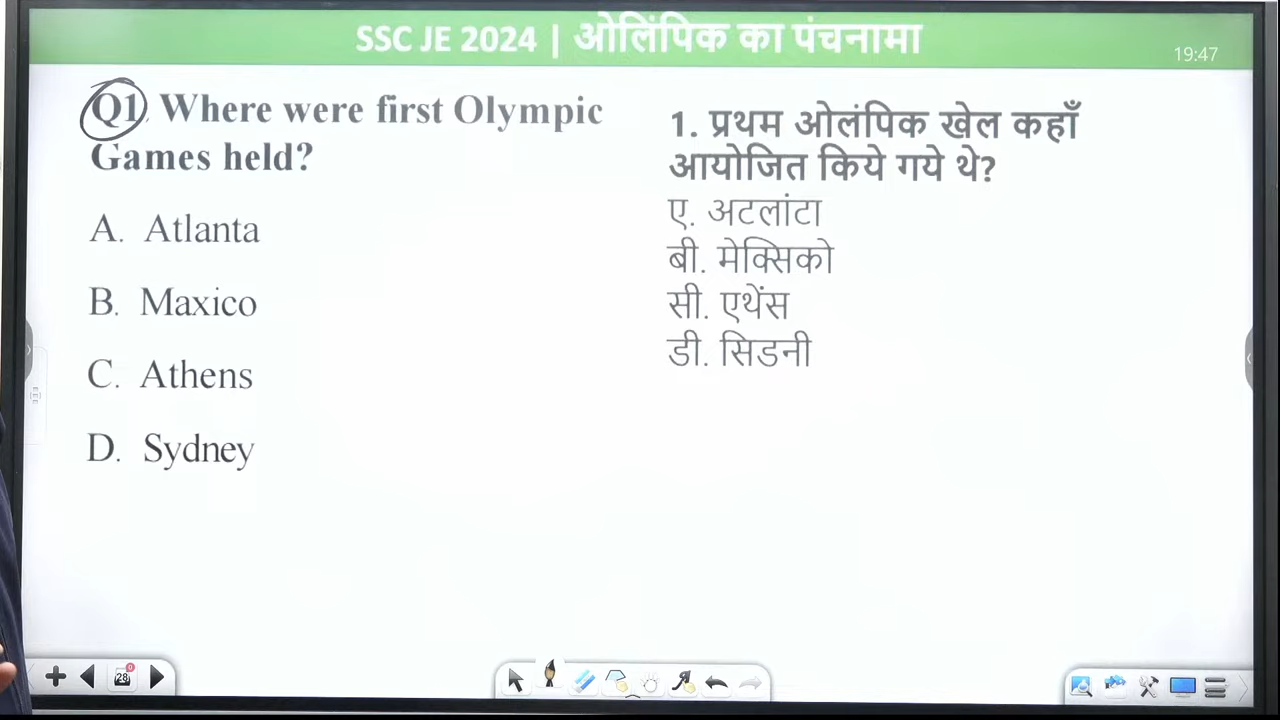 SSC JE 2024 | ओलिंपिक का पंचनामा
19:47
Q1. Where were first Olympic
Games held?
A. Atlanta
B. Maxico
C. Athens
D. Sydney
1. प्रथम ओलंपिक खेल कहाँ
आयोजित किये गये थे?
ए. अटलांटा
बी. मेक्सिको
सी. एथेंस
डी. सिडनी
28
0